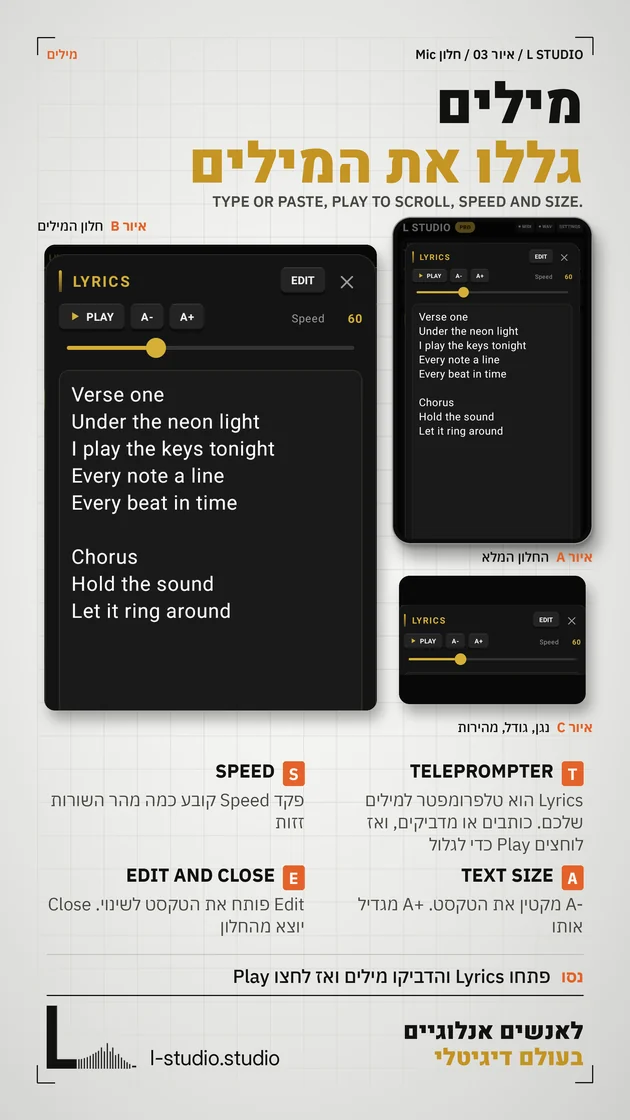 L STUDIO / איור 03 / חלון Mic
מילים
מילים
גללו את המילים
TYPE OR PASTE, PLAY TO SCROLL, SPEED AND SIZE.
איור B חלון המילים
LYRICS
EDIT ×
PLAY A- A+ Speed 60
Verse one
Under the neon light
I play the keys tonight
Every note a line
Every beat in time
Chorus
Hold the sound
Let it ring around
L STUDIO PRO MIW WAV SETTINGS
LYRICS
EDIT ×
PLAY A- A+ Speed 60
Verse one
Under the neon light
I play the keys tonight
Every note a line
Every beat in time
Chorus
Hold the sound
Let it ring around
איור A החלון המלא
LYRICS
EDIT ×
PLAY A- A+ Speed 60
איור C נגן, גודל, מהירות
T TELEPROMPTER
Lyrics הוא טלפרומפטר למילים
שלכם. כותבים או מדביקים, ואז
לוחצים Play כדי לגלול
S SPEED
פקד Speed קובע כמה מהר השורות
זזות
A TEXT SIZE
A- מקטין את הטקסט. A+ מגדיל
אותו
E EDIT AND CLOSE
Edit פותח את הטקסט לשינוי. Close
יוצא מהחלון
נסו פתחו Lyrics והדביקו מילים ואז לחצו Play
לאנשים אנלוגיים
בעולם דיגיטלי
L l-studio.studio